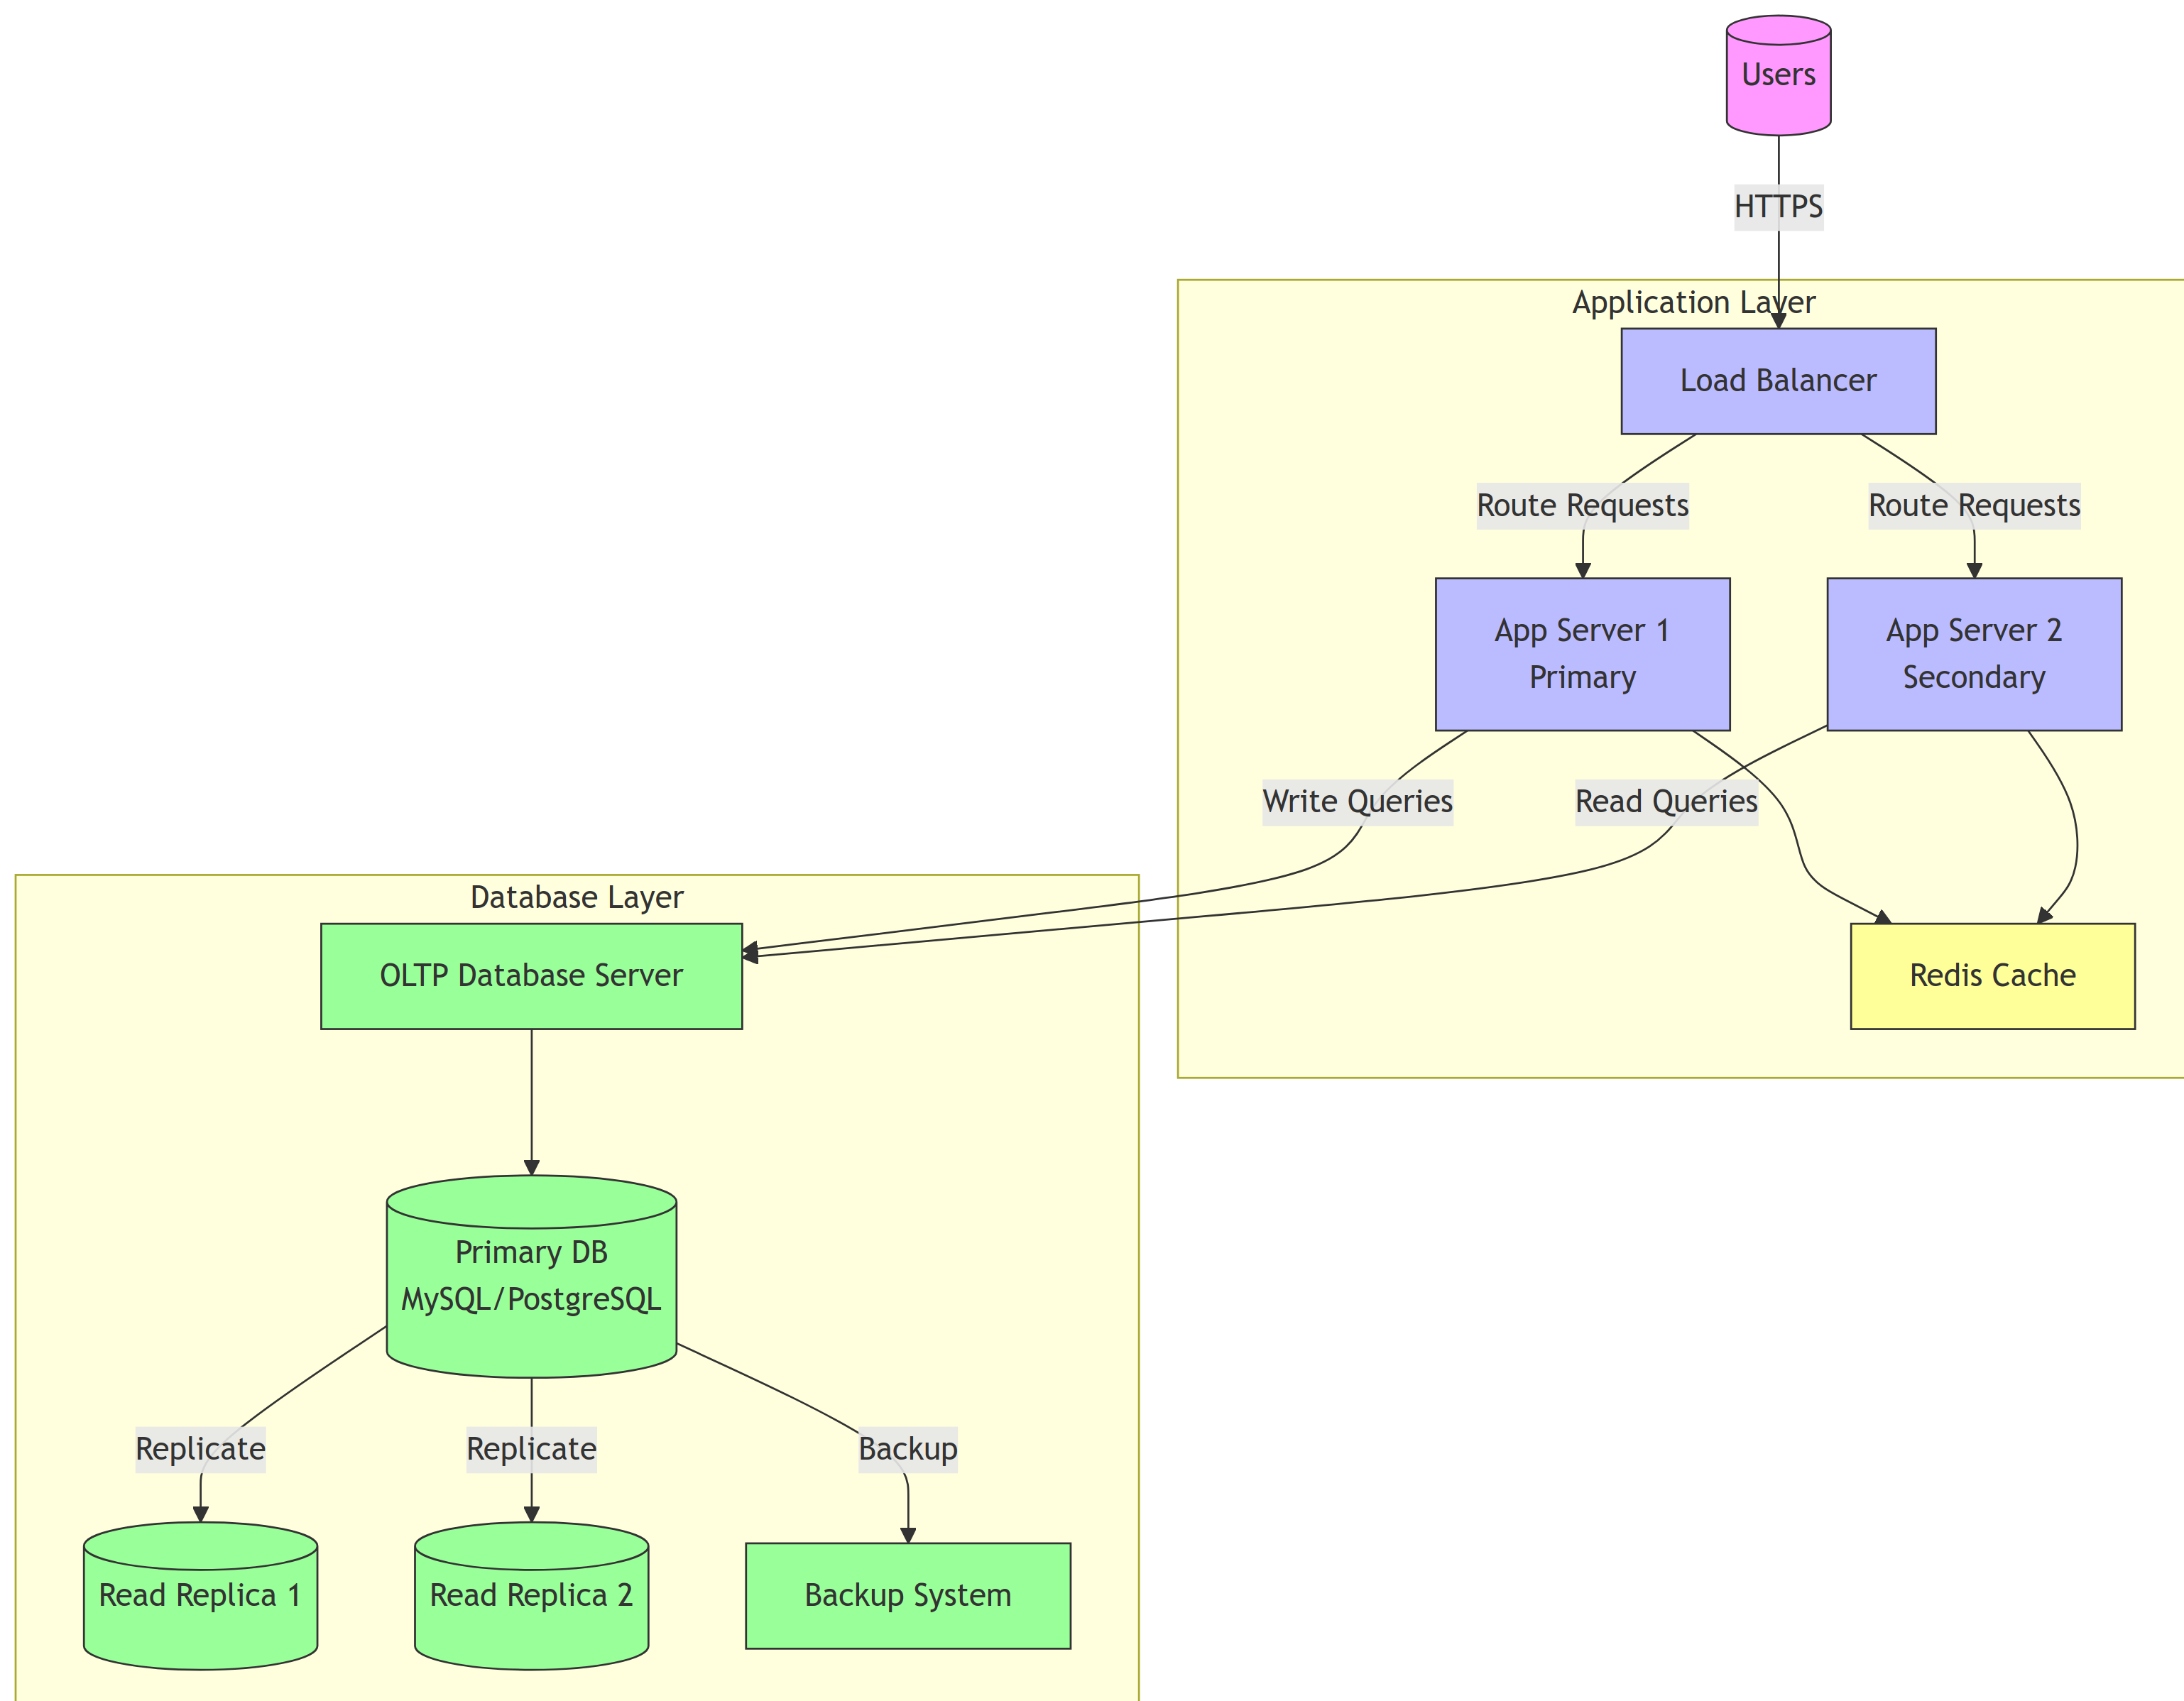 Users
HTTPS
Application Layer
Load Balancer
Route Requests
Route Requests
App Server 1
Primary
App Server 2
Secondary
Write Queries
Read Queries
Database Layer
OLTP Database Server
Redis Cache
Primary DB
MySQL/PostgreSQL
Replicate
Replicate
Backup
Read Replica 1
Read Replica 2
Backup System